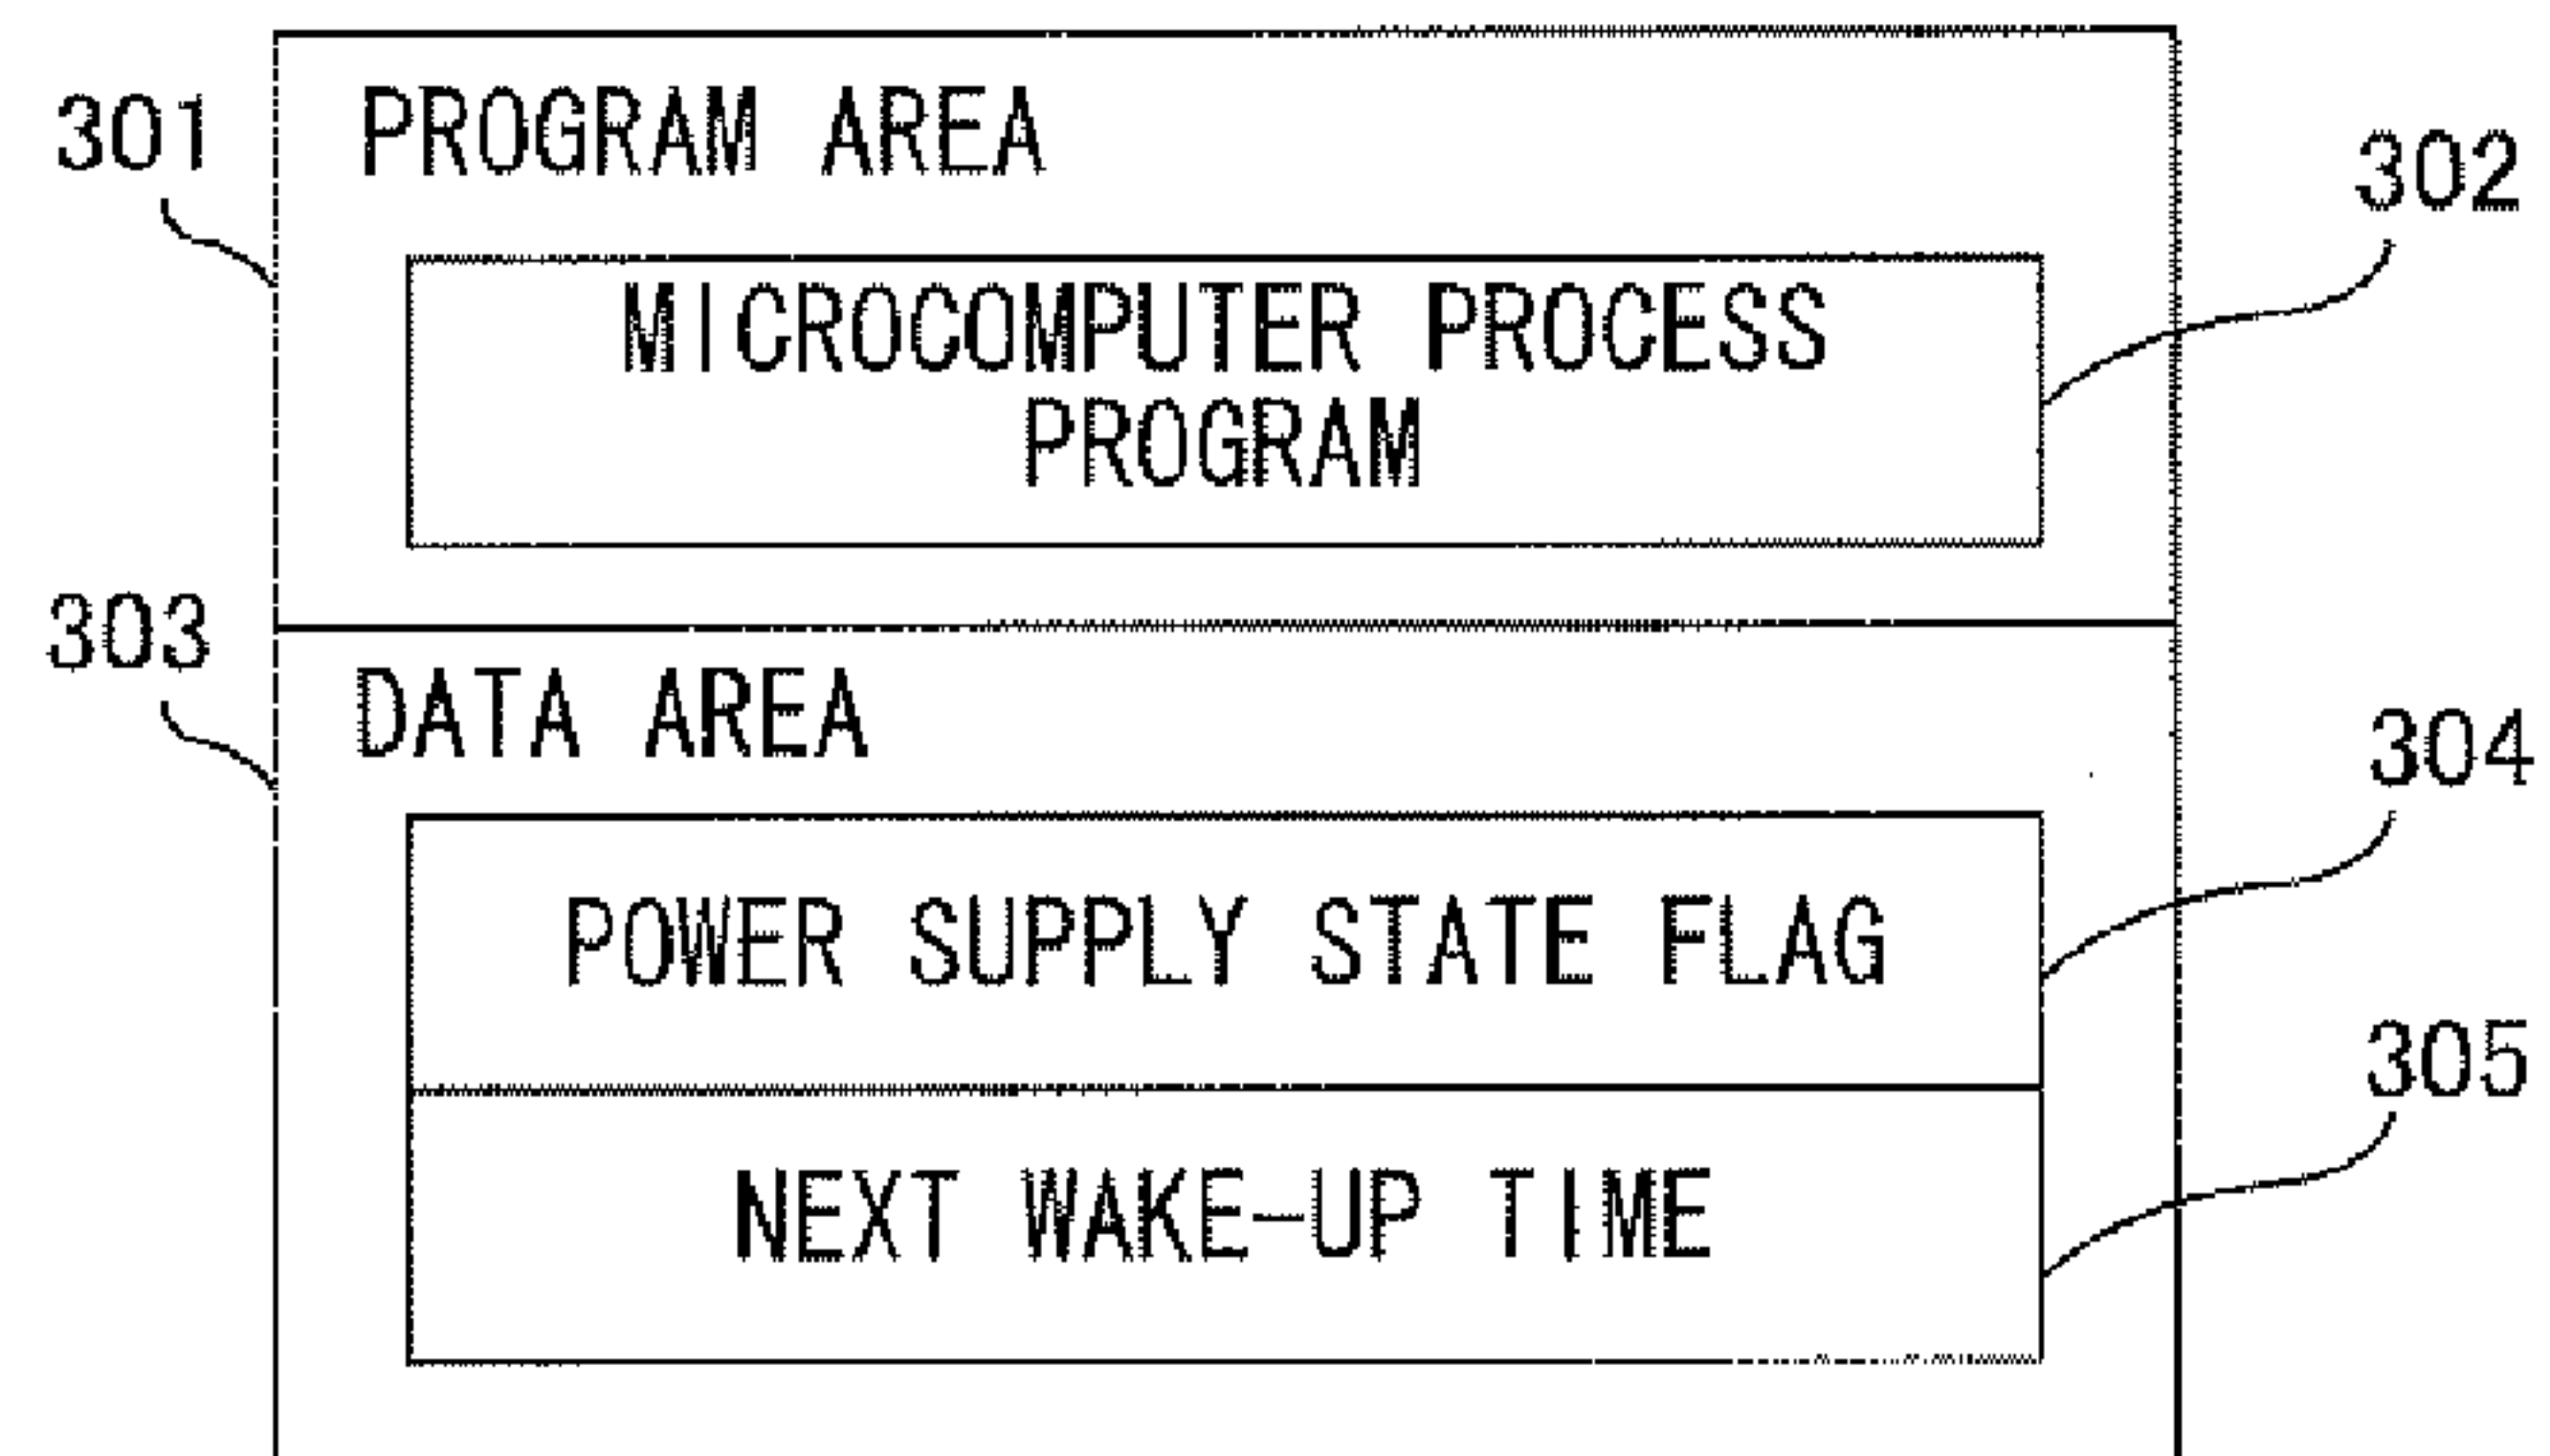 301
PROGRAM AREA
302
MICROCOMPUTER PROCESS
PROGRAM
303
DATA AREA
304
POWER SUPPLY STATE FLAG
305
NEXT WAKE-UP TIME